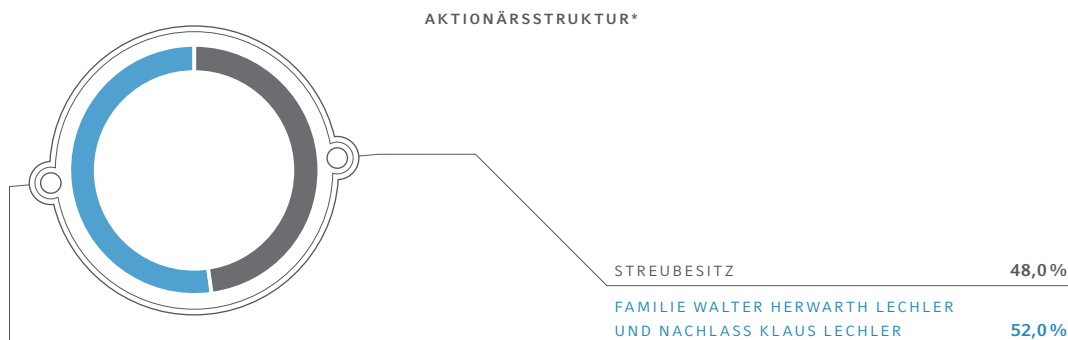 AKTIONÄRSSTRUKTUR*
STREUBESITZ 48,0 %
FAMILIE WALTER HERWARTH LECHLER
UND NACHLASS KLAUS LECHLER 52,0 %